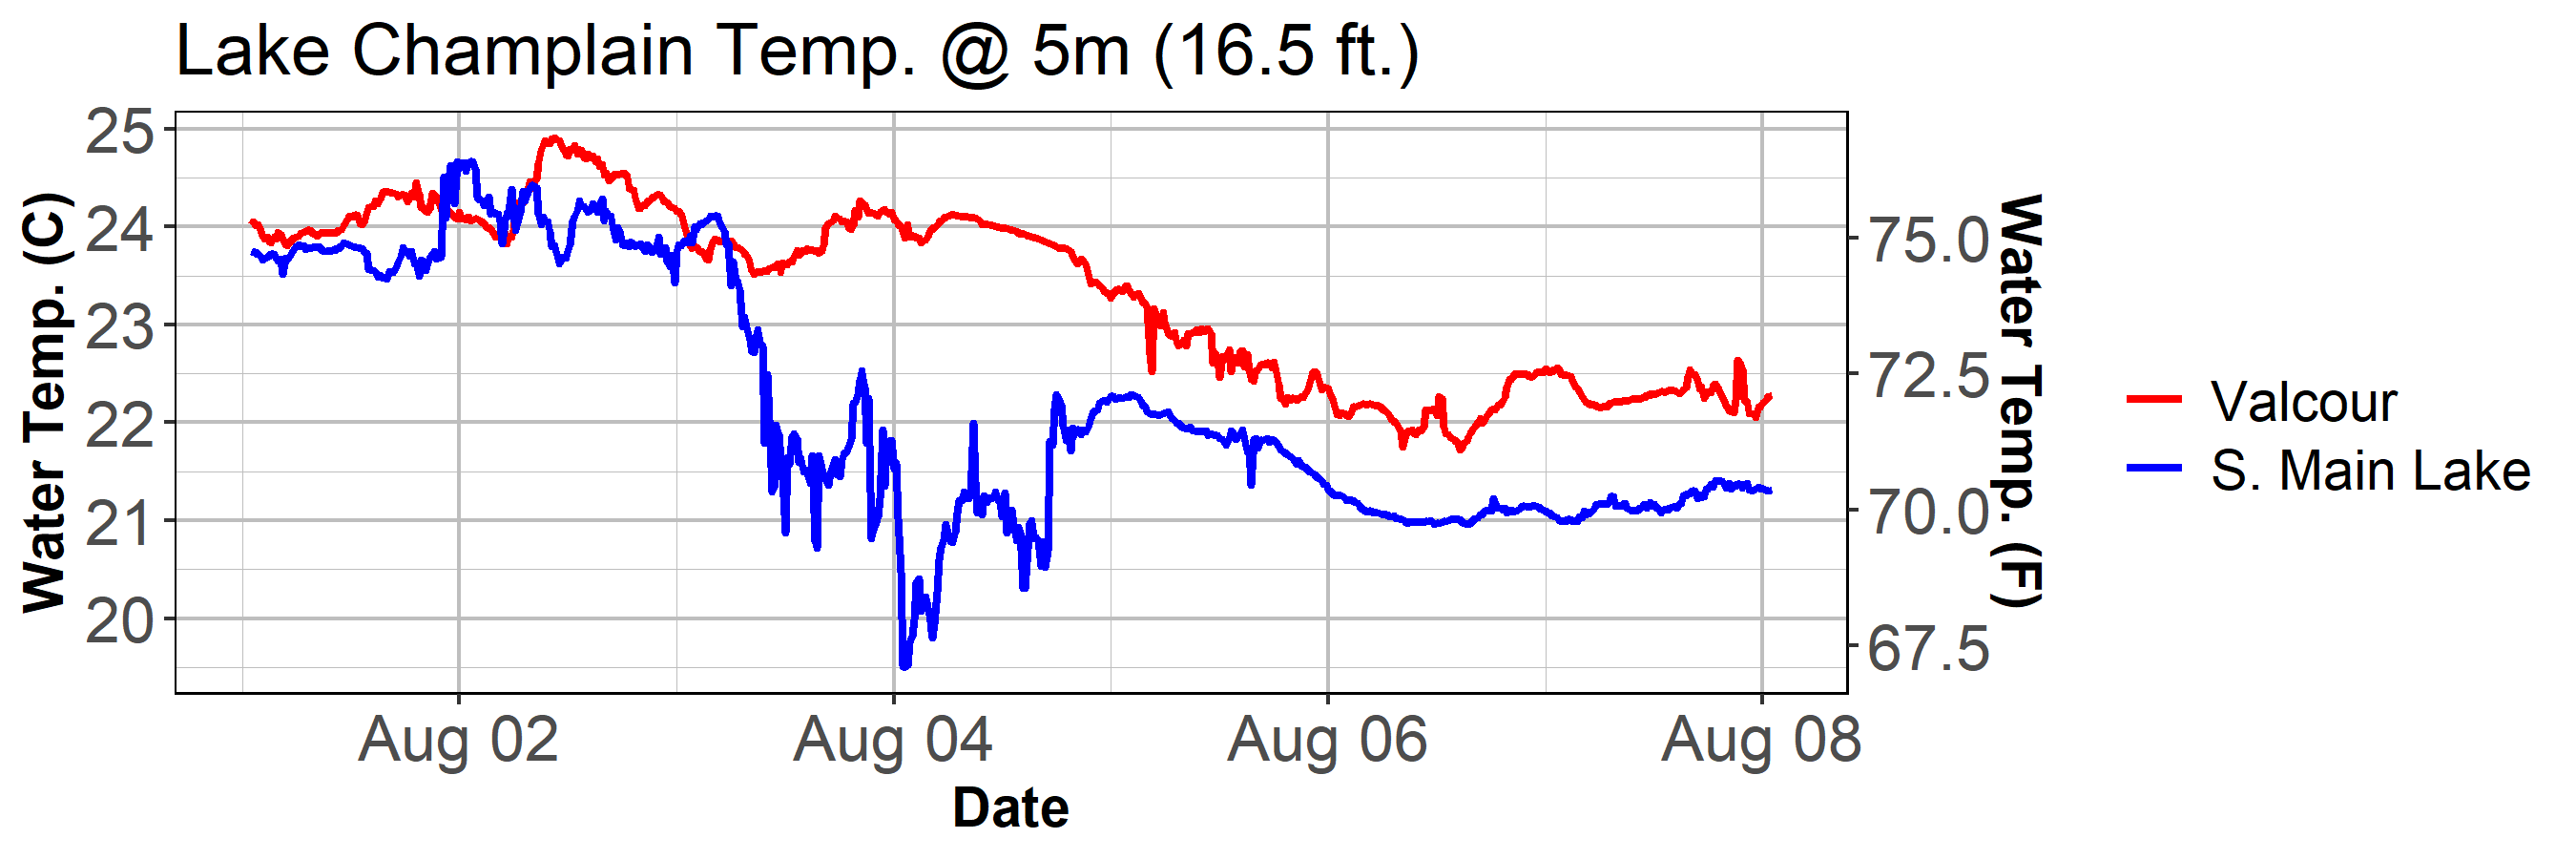 Lake Champlain Temp. @ 5m (16.5 ft.)
Water Temp. (C)
25
24
23
22
21
20
75.0
72.5
70.0
67.5
Water Temp. (F)
Aug 02
Aug 04
Aug 06
Aug 08
Date
Valcour
S. Main Lake